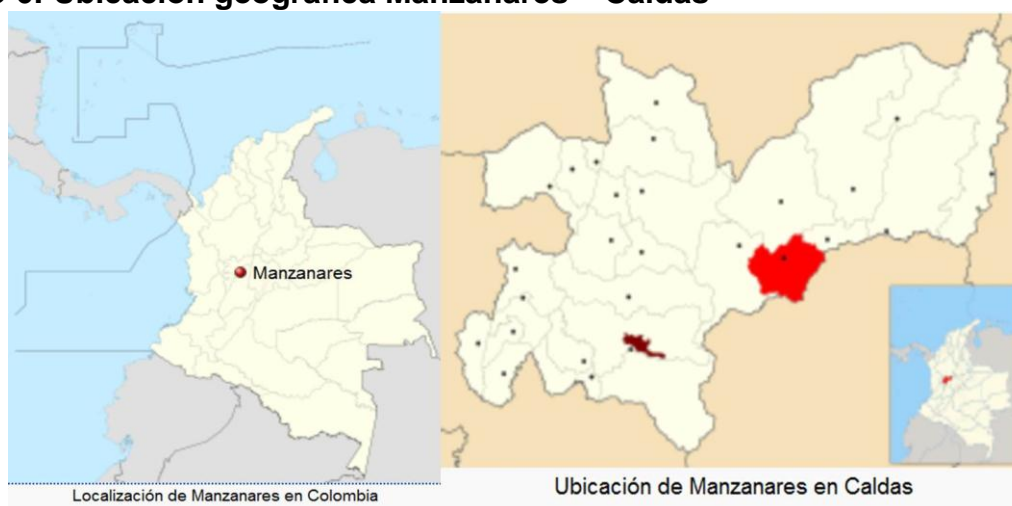 Ubicación geográfica Manzanares – Caldas
Manzanares
Localización de Manzanares en Colombia
Ubicación de Manzanares en Caldas